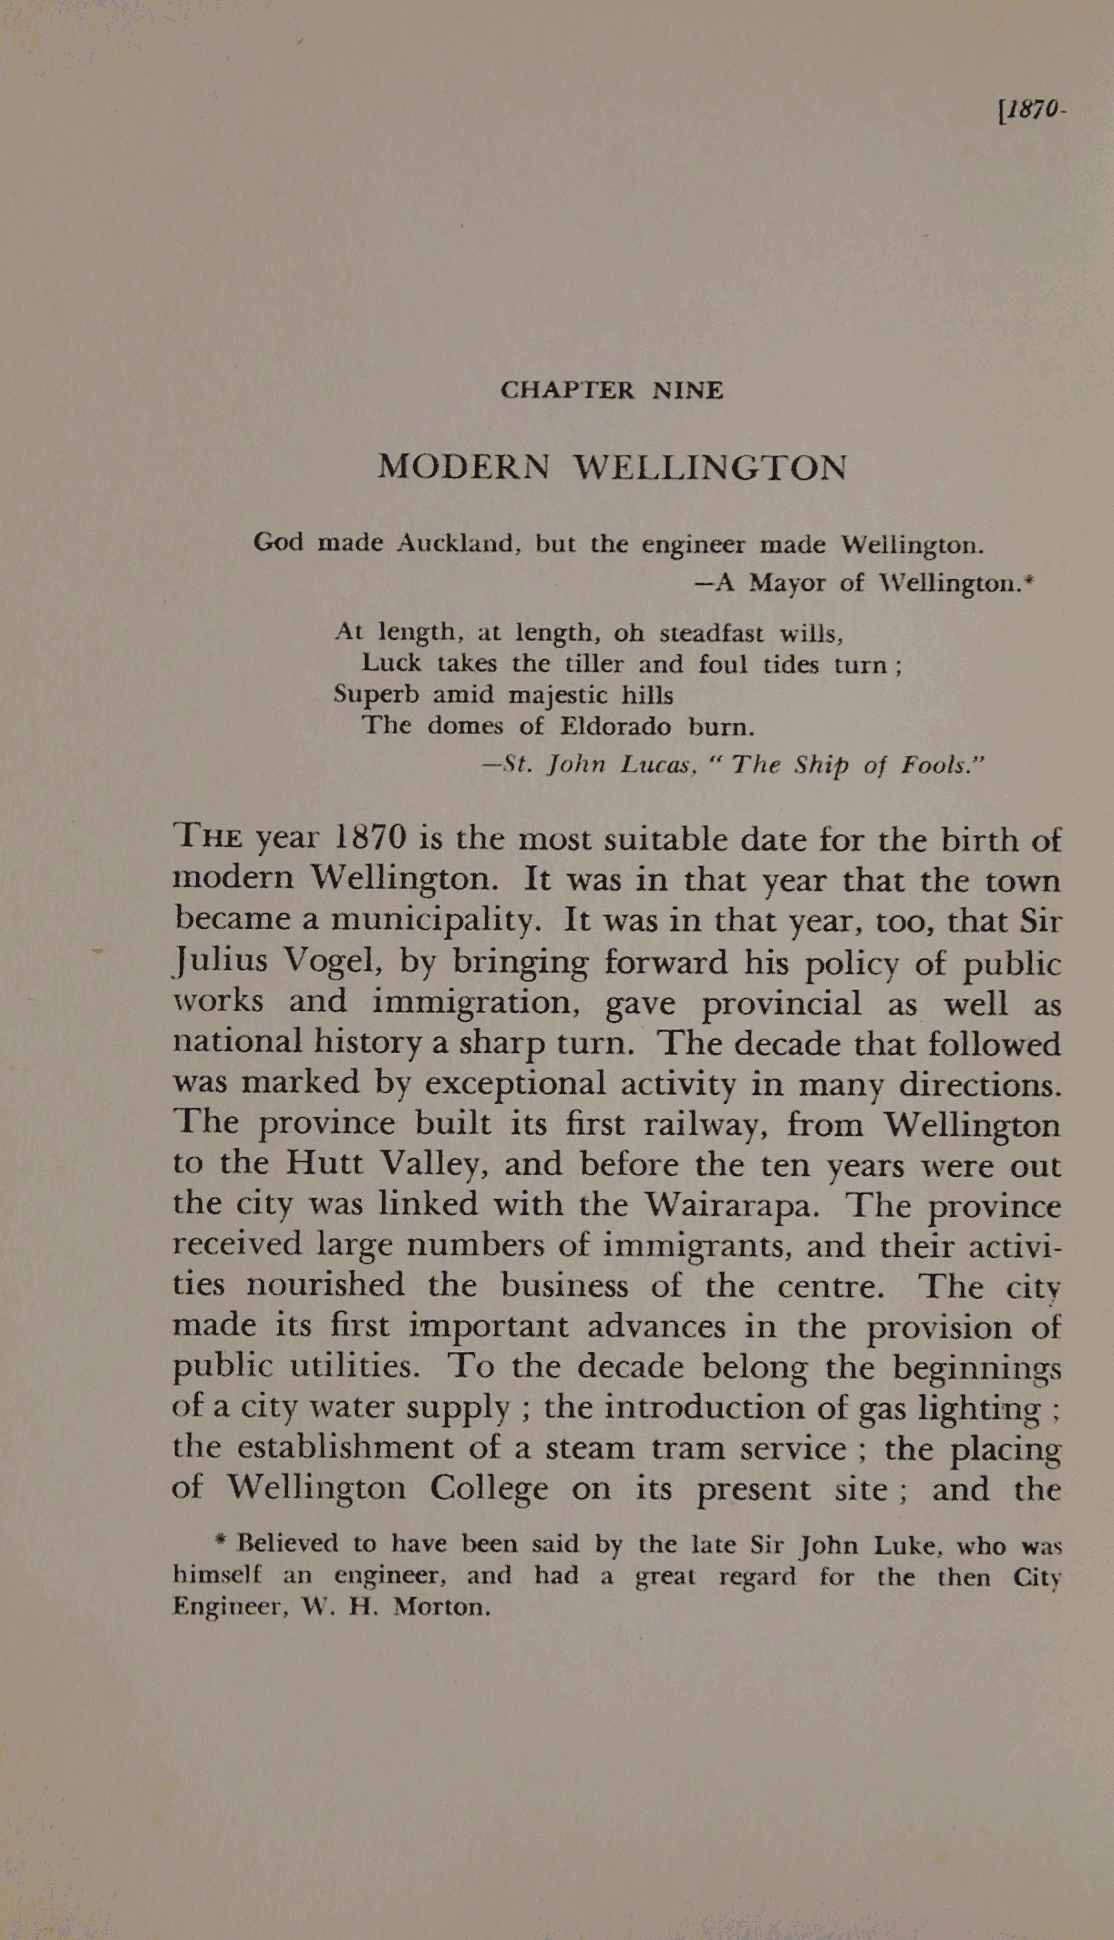 [1870-
CHAPTER NINE
MODERN WELLINGTON
God made Auckland, but the engineer made Wellington.
—A Mayor of Wellington.*
At length, at length, oh steadfast wills,
Luck takes the tiller and foul tides turn ;
Superb amid majestic hills
The domes of Eldorado burn.
—St. John Lucas, “ The Ship of Fools.”
THE year 1870 is the most suitable date for the birth of
modern Wellington. It was in that year that the town
became a municipality. It was in that year, too, that Sir
Julius Vogel, by bringing forward his policy of public
works and immigration, gave provincial as well as
national history a sharp turn. The decade that followed
was marked by exceptional activity in many directions.
The province built its first railway, from Wellington
to the Hutt Valley, and before the ten years were out
the city was linked with the Wairarapa. The province
received large numbers of immigrants, and their activi-
ties nourished the business of the centre. The city
made its first important advances in the provision of
public utilities. To the decade belong the beginnings
of a city water supply ; the introduction of gas lighting ;
the establishment of a steam tram service ; the placing
of Wellington College on its present site ; and the
* Believed to have been said by the late Sir John Luke, who was
himself an engineer, and had a great regard for the then City
Engineer, W. H. Morton.